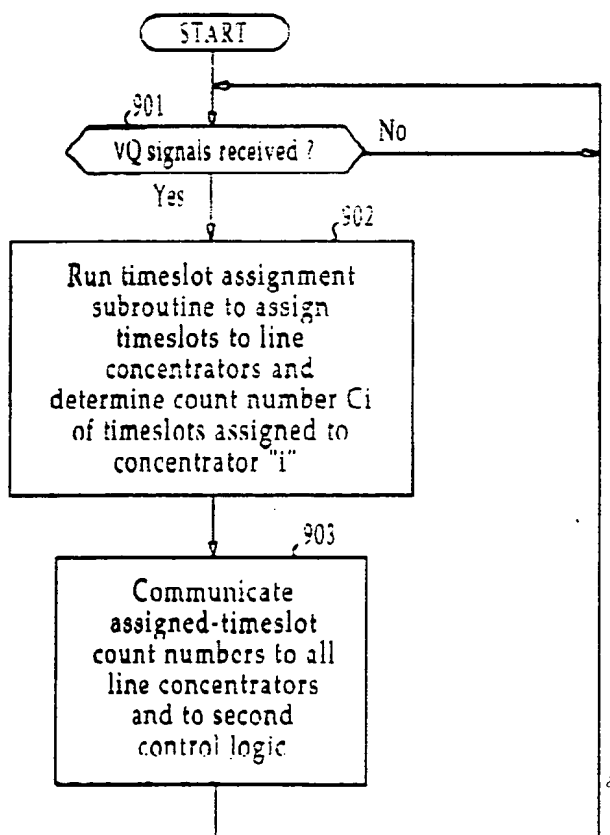 START
901
VQ signals received ?
No
Yes
902
Run timeslot assignment
subroutine to assign
timeslots to line
concentrators and
determine count number Ci
of timeslots assigned to
concentrator "i"
903
Communicate
assigned-timeslot
count numbers to all
line concentrators
and to second
control logic